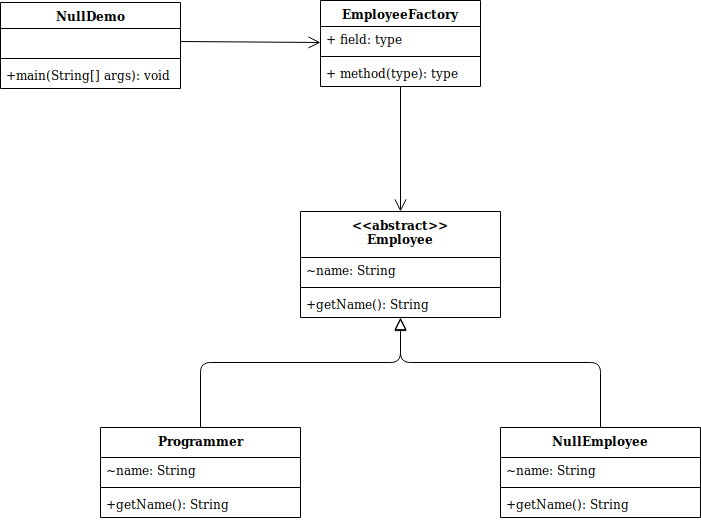 NullDemo
+main(String[] args): void
EmployeeFactory
+ field: type
+ method(type): type
<<abstract>>
Employee
~name: String
+getName(): String
Programmer
~name: String
+getName(): String
NullEmployee
~name: String
+getName(): String